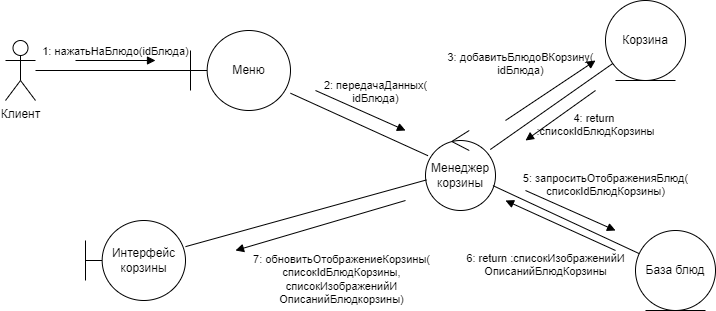 1: нажатьНаБлюдо(idБлюда)
Клиент
Меню
2: передачаДанных(
idБлюда)
3: добавитьБлюдоВКорзину(
idБлюда)
Корзина
4: return
:списокIdБлюдКорзины
Менеджер
корзины
5: запроситьОтображенияБлюд(
списокIdБлюдКорзины)
6: return :списокИзображенийИ
ОписанийБлюдКорзины
База блюд
Интерфейс
корзины
7: обновитьОтображениеКорзины(
списокIdБлюдКорзины,
списокИзображенийИ
ОписанийБлюдкорзины)